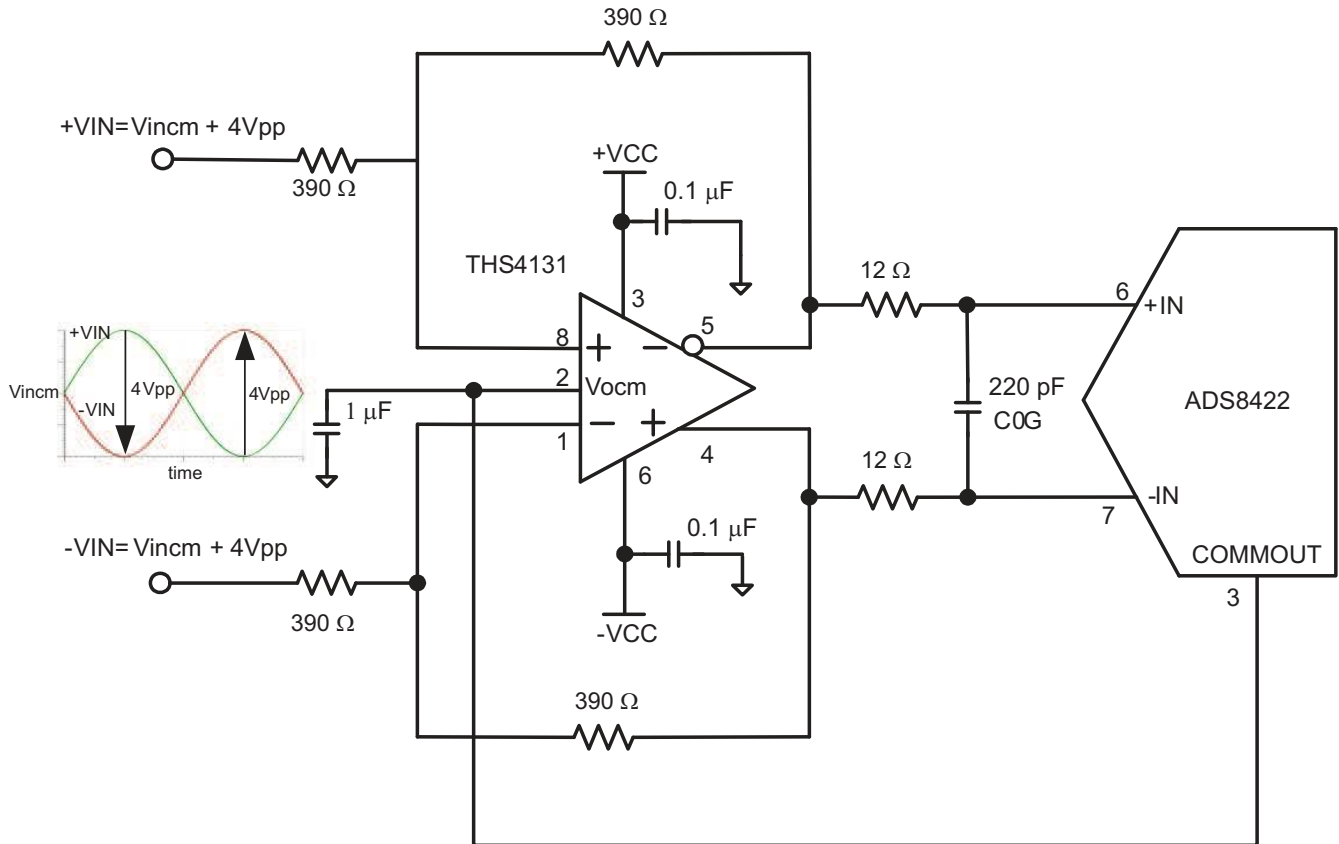 390 Ω
+VIN=Vincm + 4Vpp
390 Ω
+VCC
0.1 µF
THS4131
3
5
8
2
Vocm
1
4
6
12 Ω
6
+IN
220 pF
C0G
ADS8422
12 Ω
-IN
7
COMMOUT
3
+VIN
Vincm
4Vpp
4Vpp
-VIN
time
1 µF
0.1 µF
-VCC
-VIN= Vincm + 4Vpp
390 Ω
390 Ω